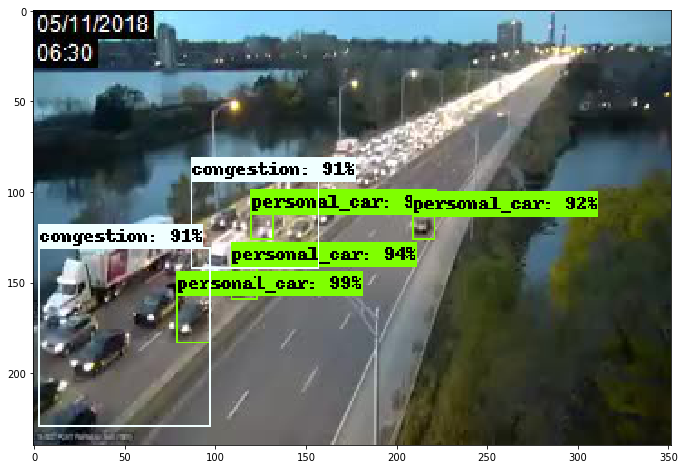 05/11/2018
06:30
congestion: 91%
personal_car: 9
personal_car: 92%
congestion: 91%
personal_car: 94%
personal_car: 99%
0
50
100
150
200
0
50
100
150
200
250
300
350